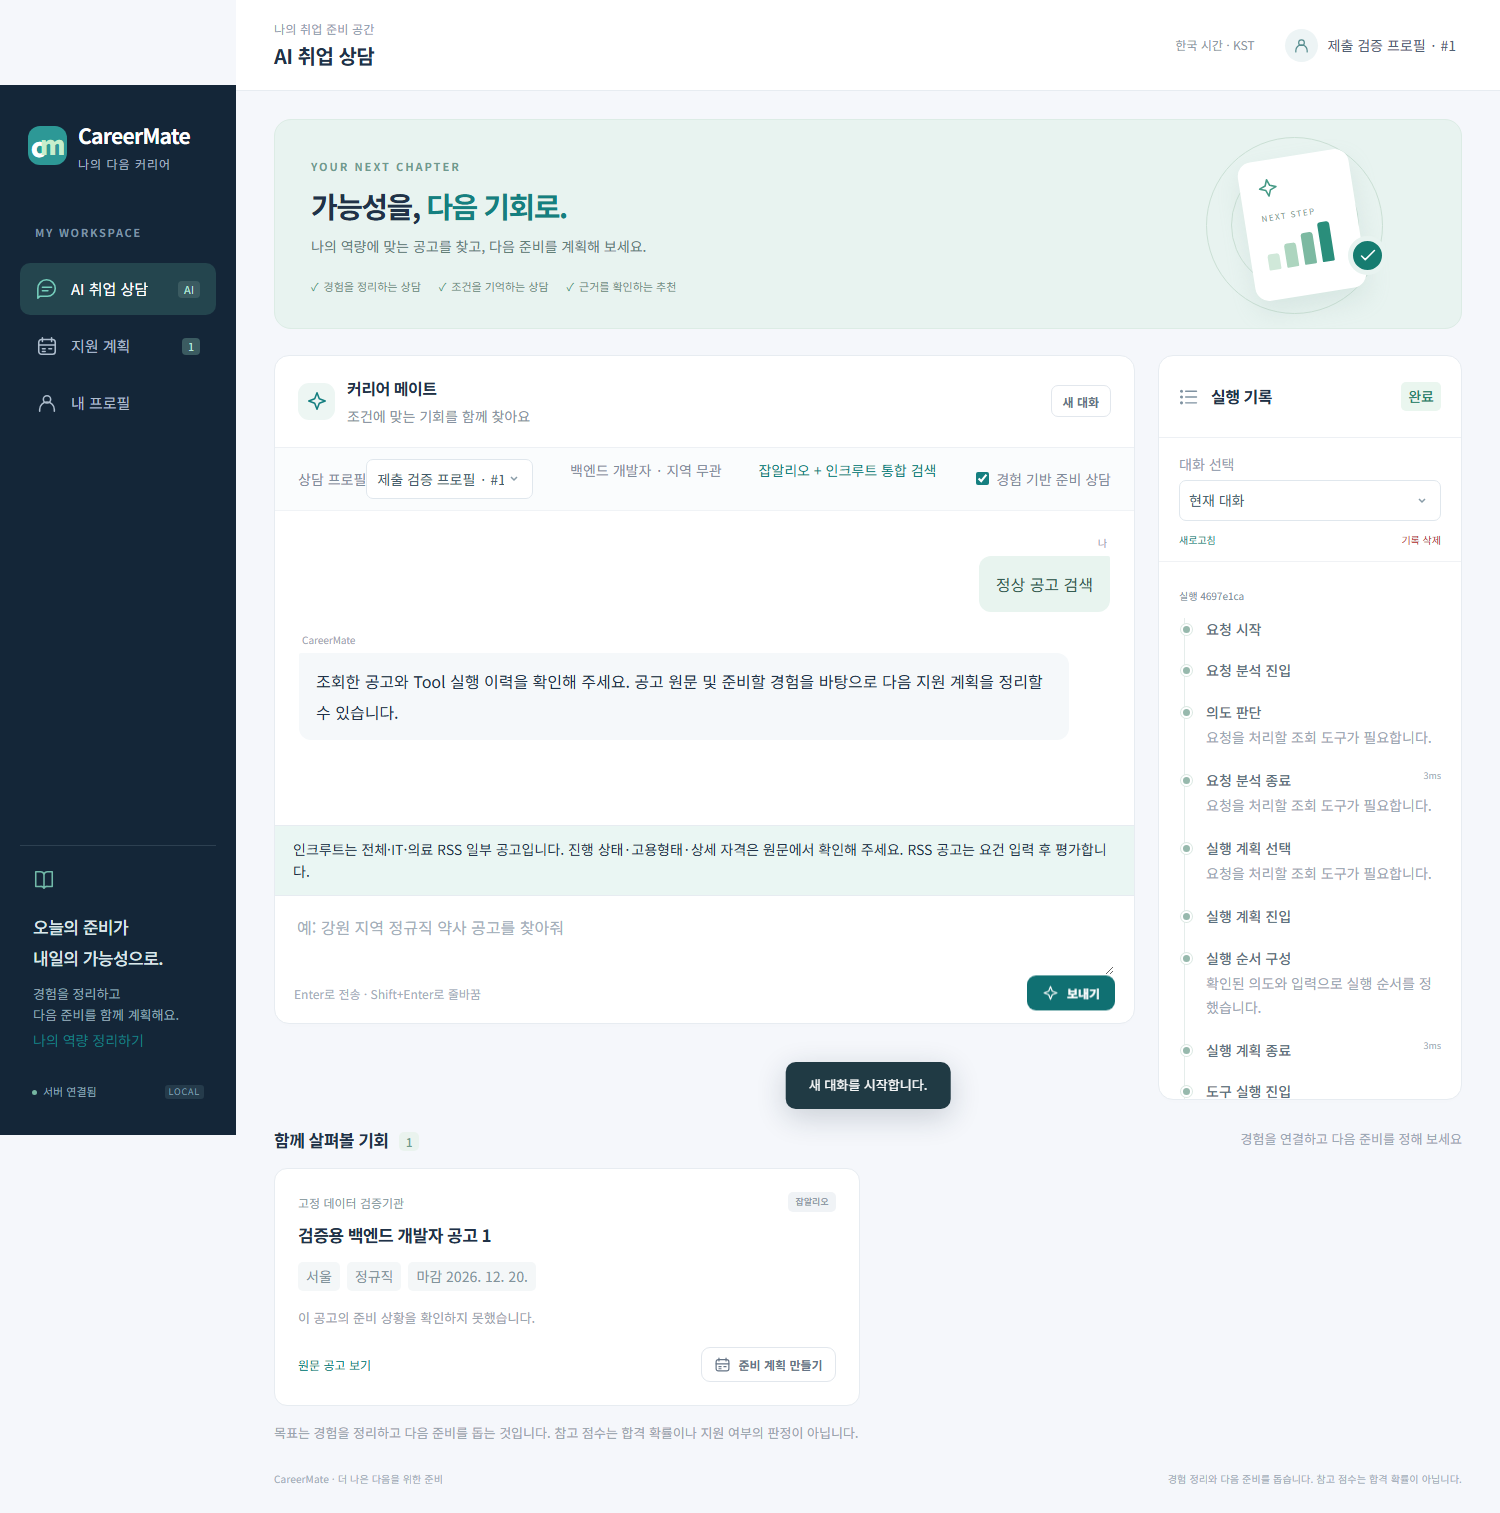 나의 취업 준비 공간
AI 취업 상담
한국 시간 · KST
제출 검증 프로필 · #1
cm
CareerMate
나의 다음 커리어
MY WORKSPACE
AI 취업 상담
AI
지원 계획
1
내 프로필
오늘의 준비가
내일의 가능성으로.
경험을 정리하고
다음 준비를 함께 계획해요.
나의 역량 정리하기
서버 연결됨
LOCAL
YOUR NEXT CHAPTER
가능성을, 다음 기회로.
나의 역량에 맞는 공고를 찾고, 다음 준비를 계획해 보세요.
✓ 경험을 정리하는 상담
✓ 조건을 기억하는 상담
✓ 근거를 확인하는 추천
NEXT STEP
커리어 메이트
조건에 맞는 기회를 함께 찾아요
새 대화
상담 프로필
제출 검증 프로필 · #1
백엔드 개발자 · 지역 무관
잡알리오 + 인크루트 통합 검색
경험 기반 준비 상담
나
정상 공고 검색
CareerMate
조회한 공고와 Tool 실행 이력을 확인해 주세요. 공고 원문 및 준비할 경험을 바탕으로 다음 지원 계획을 정리할
수 있습니다.
인크루트는 전체·IT·의료 RSS 일부 공고입니다. 진행 상태·고용형태·상세 자격은 원문에서 확인해 주세요. RSS 공고는 요건 입력 후 평가합니
다.
예: 강원 지역 정규직 약사 공고를 찾아줘
Enter로 전송 · Shift+Enter로 줄바꿈
보내기
실행 기록
완료
대화 선택
현재 대화
새로고침
기록 삭제
실행 4697e1ca
요청 시작
요청 분석 진입
의도 판단
요청을 처리할 조회 도구가 필요합니다.
요청 분석 종료
3ms
요청을 처리할 조회 도구가 필요합니다.
실행 계획 선택
요청을 처리할 조회 도구가 필요합니다.
실행 계획 진입
실행 순서 구성
확인된 의도와 입력으로 실행 순서를 정
했습니다.
실행 계획 종료
3ms
도구 실행 진입
새 대화를 시작합니다.
함께 살펴볼 기회
1
경험을 연결하고 다음 준비를 정해 보세요
고정 데이터 검증기관
잡알리오
검증용 백엔드 개발자 공고 1
서울
정규직
마감 2026. 12. 20.
이 공고의 준비 상황을 확인하지 못했습니다.
원문 공고 보기
준비 계획 만들기
목표는 경험을 정리하고 다음 준비를 돕는 것입니다. 참고 점수는 합격 확률이나 지원 여부의 판정이 아닙니다.
CareerMate · 더 나은 다음을 위한 준비
경험 정리와 다음 준비를 돕습니다. 참고 점수는 합격 확률이 아닙니다.